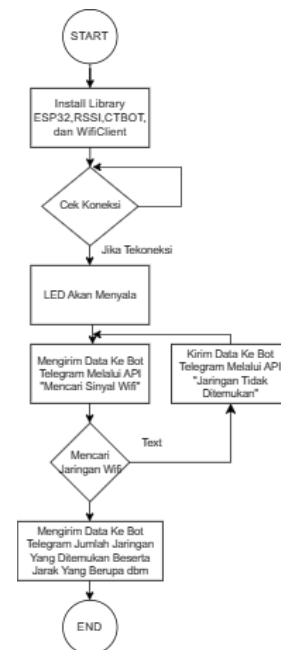 START
Install Library
ESP32,RSSI,CTBOT,
dan WifiClient
Cek Koneksi
Jika Tekoneksi
LED Akan Menyala
Mengirim Data Ke Bot
Telegram Melalui API
"Mencari Sinyal Wifi"
Kirim Data Ke Bot
Telegram Melalui API
"Jaringan Tidak
Ditemukan"
Text
Mencari
Jaringan Wifi
Mengirim Data Ke Bot
Telegram Jumlah Jaringan
Yang Ditemukan Beserta
Jarak Yang Berupa dbm
END